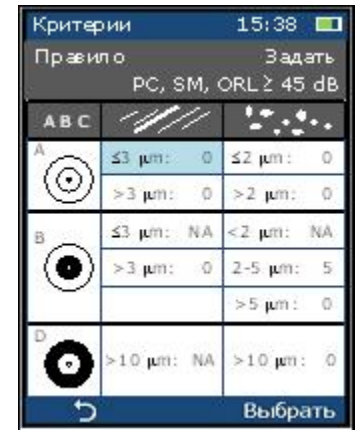 Критерии 15:38
Правило Задать
PC, SM, ORL ≥ 45 dB
A B C
A ≤3 µm: 0 ≤2 µm: 0
>3 µm: 0 >2 µm: 0
B ≤3 µm: NA <2 µm: NA
>3 µm: 0 2-5 µm: 5
>5 µm: 0
D >10 µm: NA >10 µm: 0
Выбрать